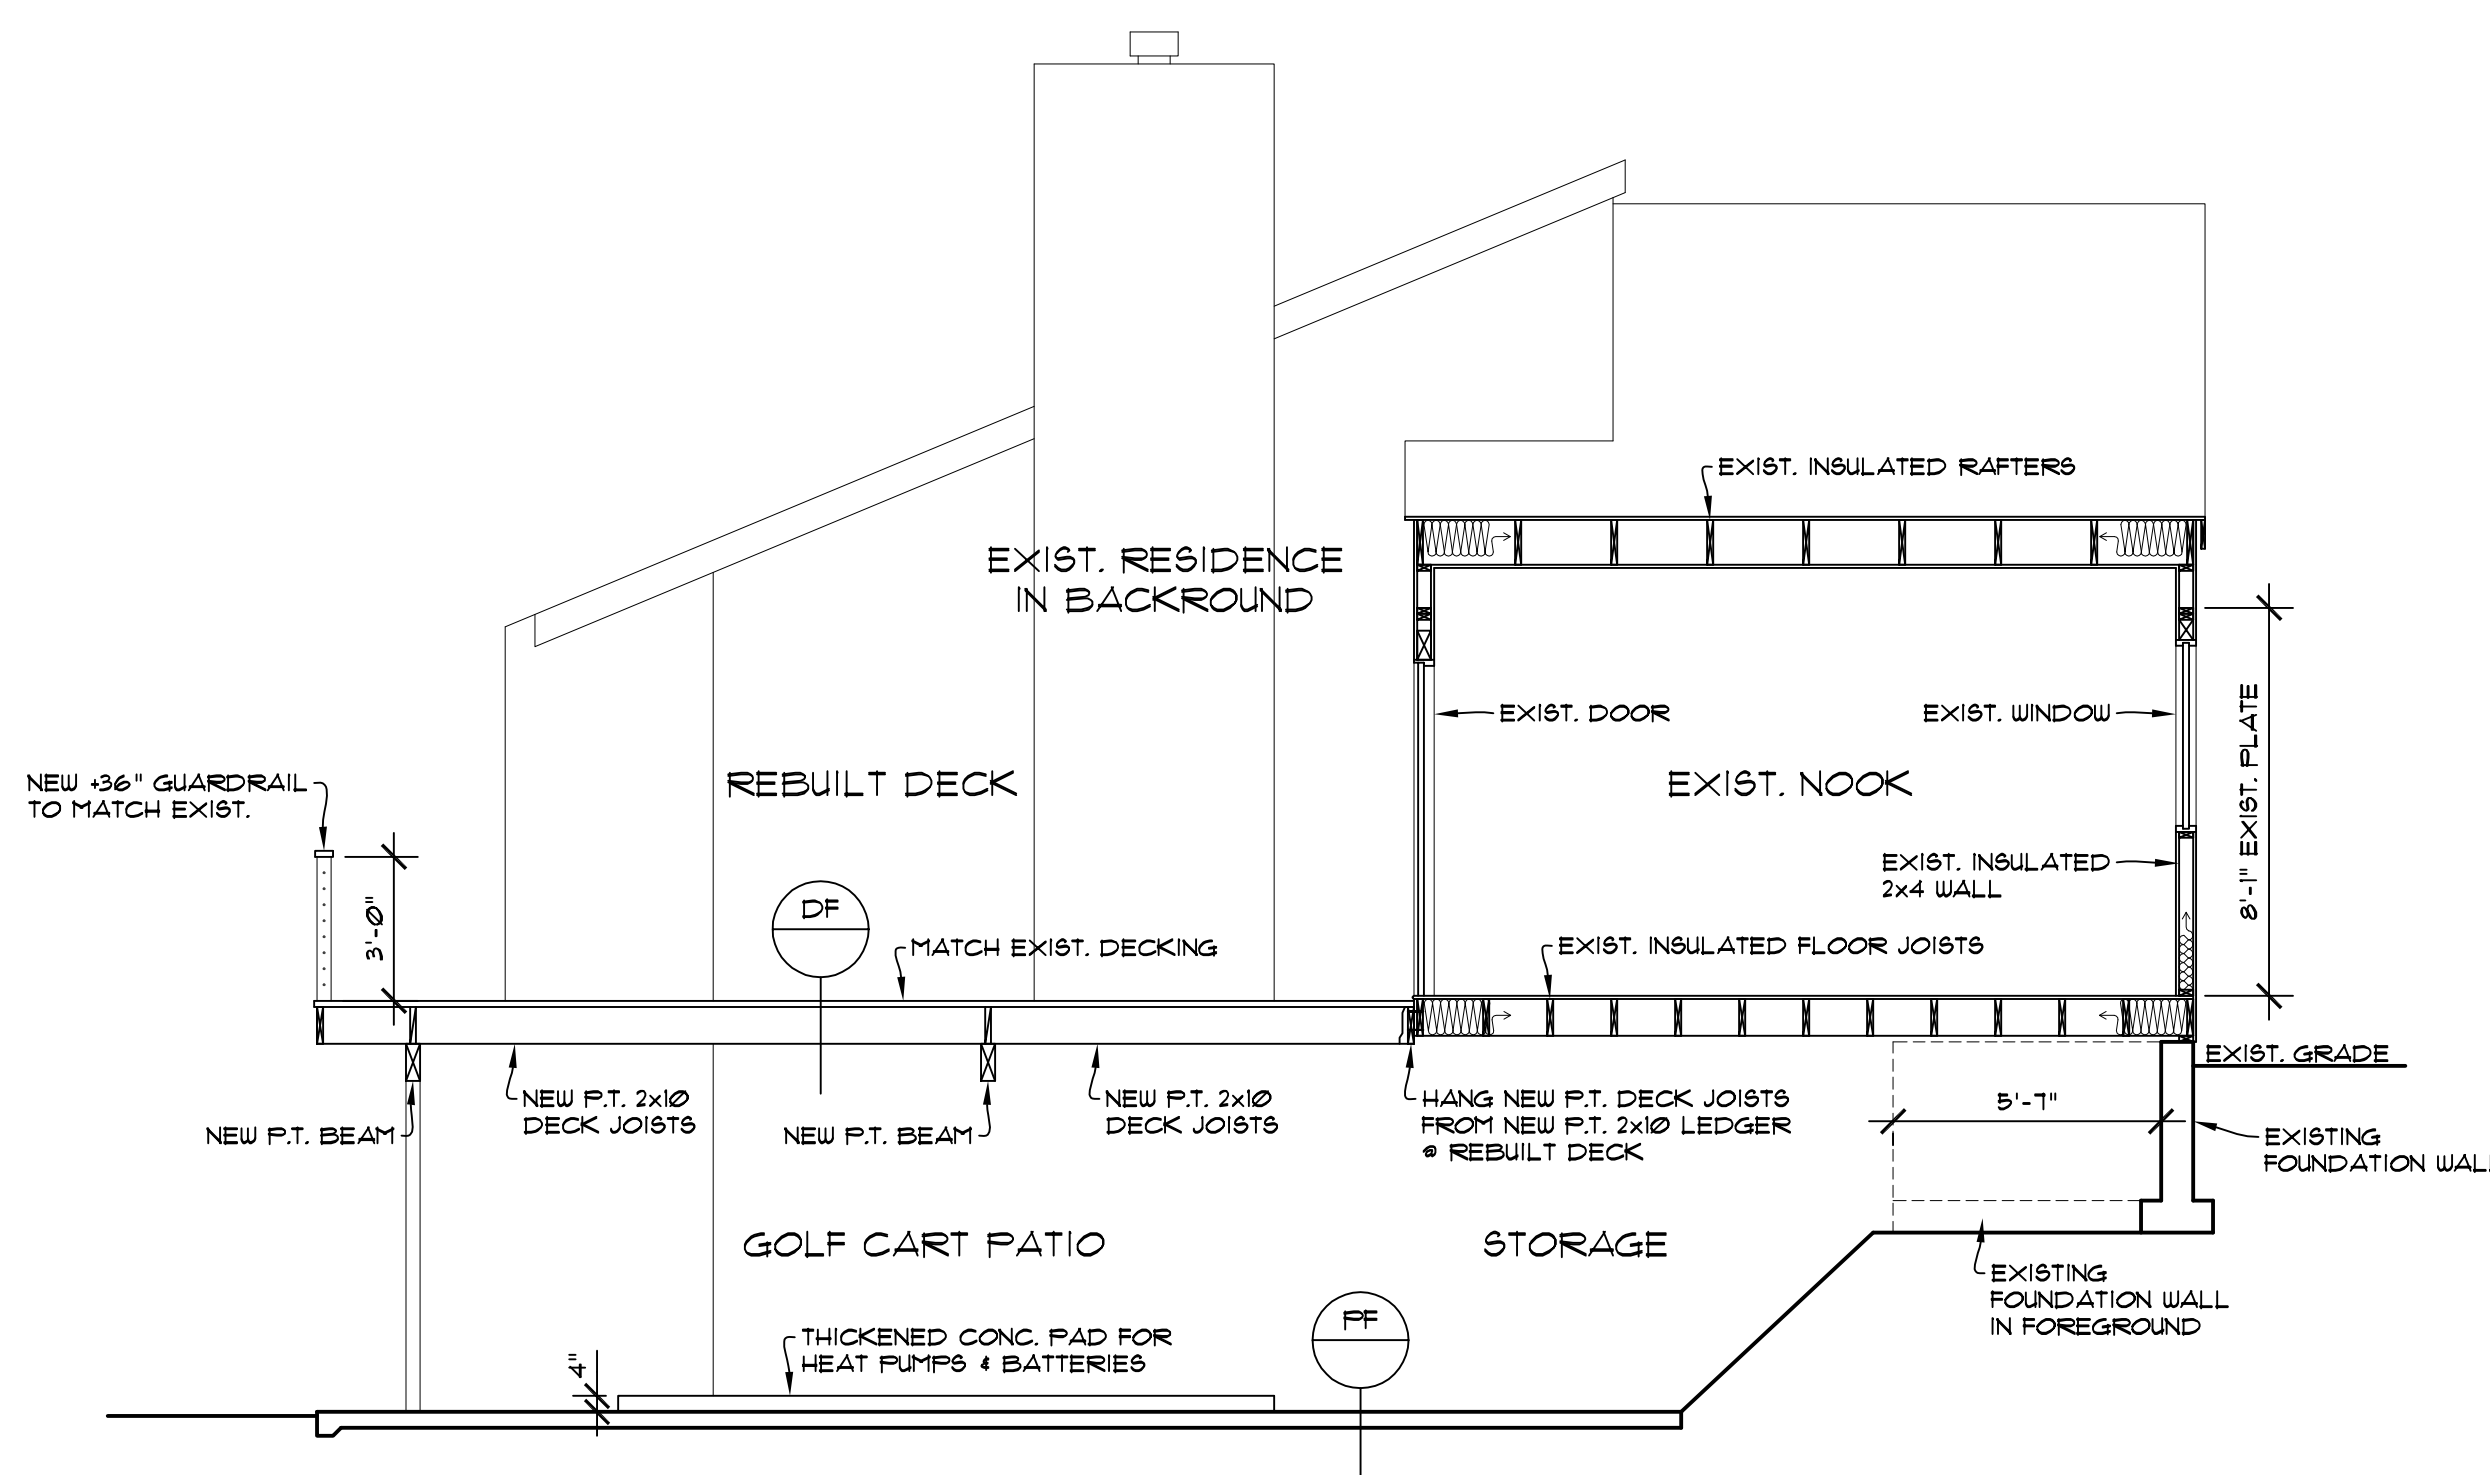 EXIST. INSULATED RAFTERS
EXIST. RESIDENCE
IN BACKROUND
EXIST. DOOR
EXIST. WINDOW
8'-1" EXIST. PLATE
NEW +36" GUARDRAIL
TO MATCH EXIST.
REBUILT DECK
EXIST. NOOK
EXIST. INSULATED
2x4 WALL
3'-0"
DF
MATCH EXIST. DECKING
EXIST. INSULATED FLOOR JOISTS
EXIST. GRADE
NEW P.T. BEAM
NEW P.T. 2x10
DECK JOISTS
NEW P.T. BEAM
NEW P.T. 2x10
DECK JOISTS
HANG NEW P.T. DECK JOISTS
FROM NEW P.T. 2x10 LEDGER
@ REBUILT DECK
5'-7"
EXISTING
FOUNDATION WALL
GOLF CART PATIO
STORAGE
EXISTING
FOUNDATION WALL
IN FOREGROUND
PF
THICKENED CONC. PAD FOR
HEAT PUMPS & BATTERIES
4"